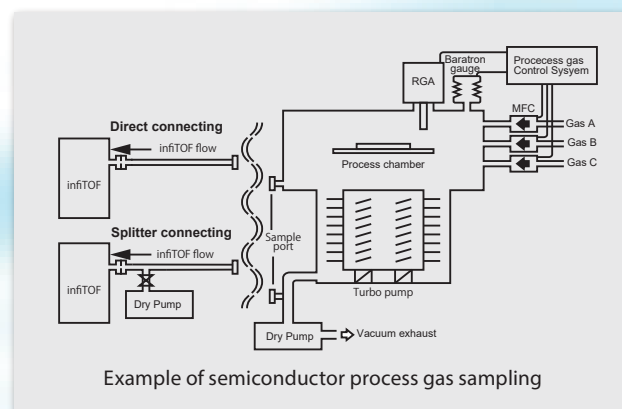 Baratron
gauge
Procecess gas
Control Sysyem
RGA
MFC
Direct connecting
infiTOF flow
Gas A
Gas B
Gas C
infiTOF
Process chamber
Splitter connecting
infiTOF flow
Sample
port
infiTOF
Dry Pump
Turbo pump
Dry Pump
Vacuum exhaust
Example of semiconductor process gas sampling